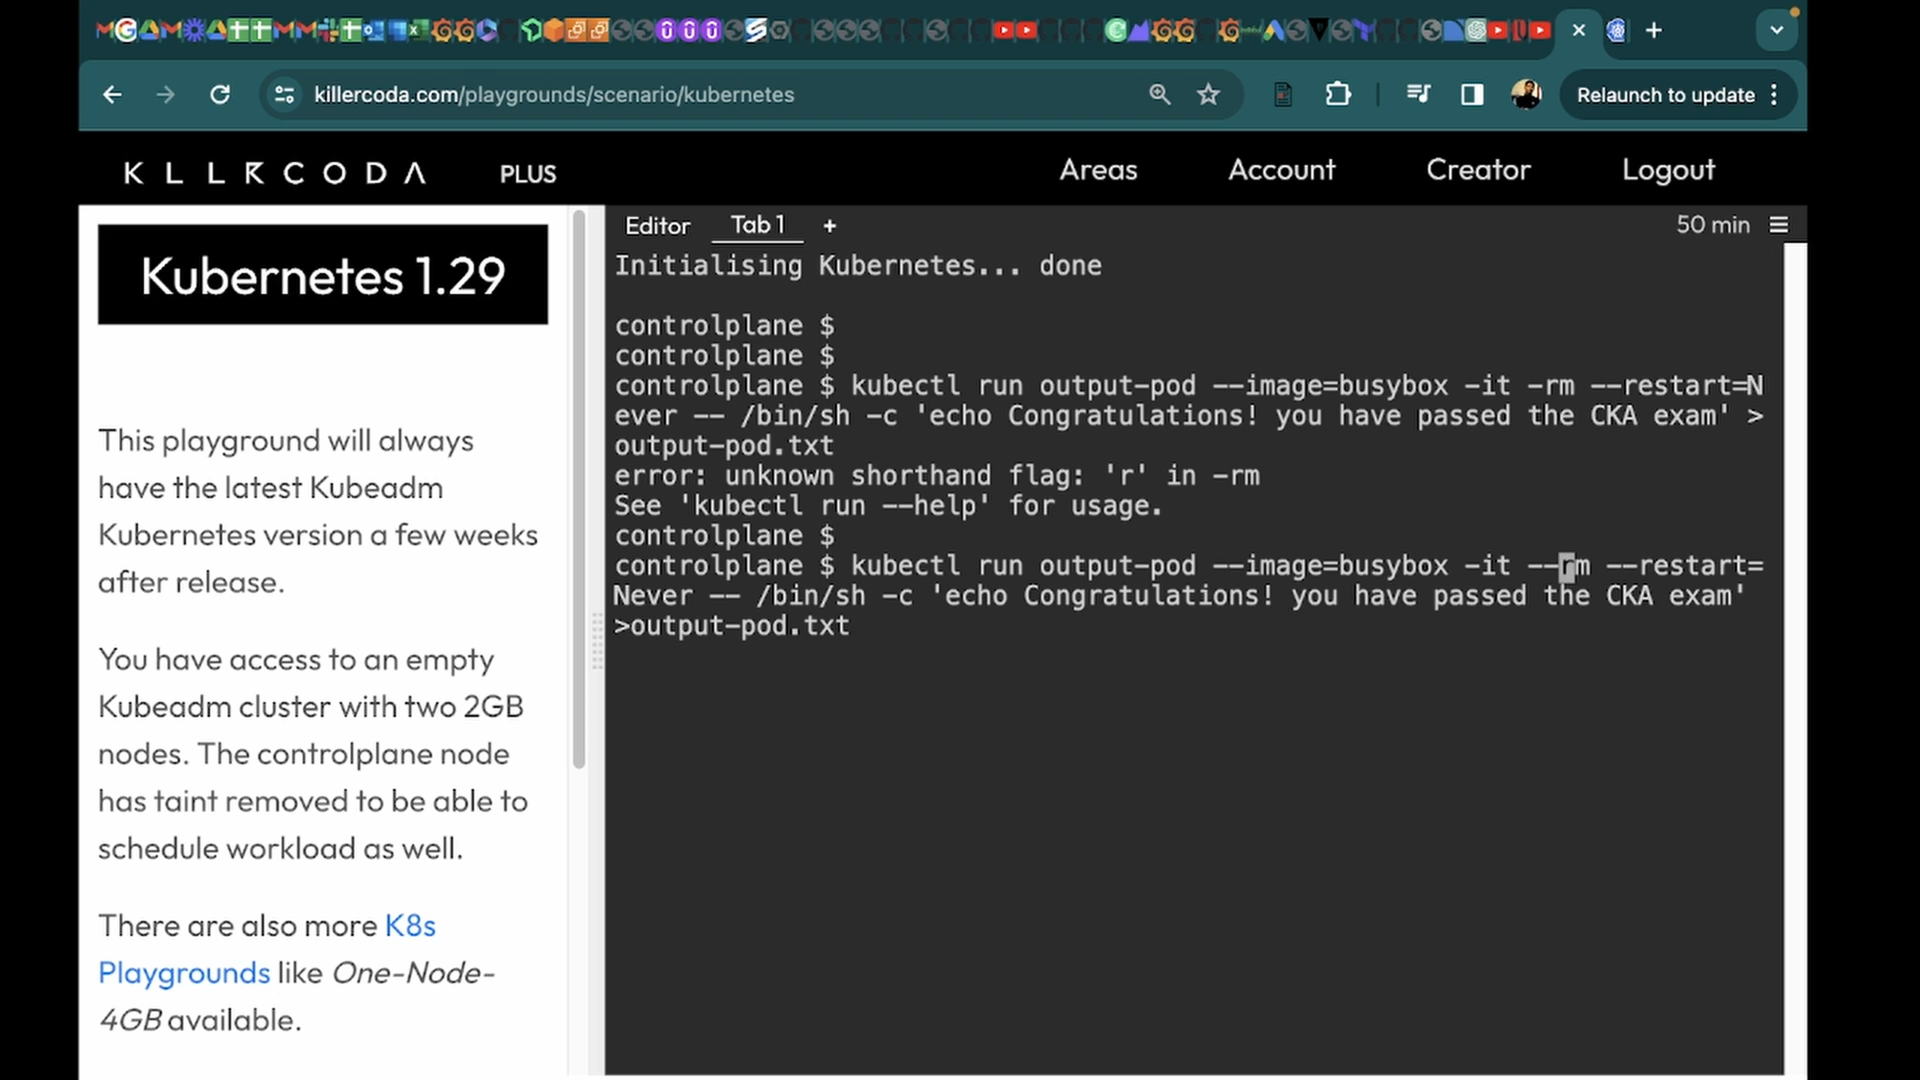 killercoda.com/playgrounds/scenario/kubernetes
Relaunch to update
KLLRCODA PLUS
Areas Account Creator Logout
Kubernetes 1.29
This playground will always
have the latest Kubeadm
Kubernetes version a few weeks
after release.
You have access to an empty
Kubeadm cluster with two 2GB
nodes. The controlplane node
has taint removed to be able to
schedule workload as well.
There are also more K8s
Playgrounds like One-Node-
4GB available.
Editor Tab 1 +
50 min
Initialising Kubernetes... done
controlplane $
controlplane $
controlplane $ kubectl run output-pod --image=busybox -it -rm --restart=N
ever -- /bin/sh -c 'echo Congratulations! you have passed the CKA exam' >
output-pod.txt
error: unknown shorthand flag: 'r' in -rm
See 'kubectl run --help' for usage.
controlplane $
controlplane $ kubectl run output-pod --image=busybox -it --rm --restart=
Never -- /bin/sh -c 'echo Congratulations! you have passed the CKA exam'
>output-pod.txt